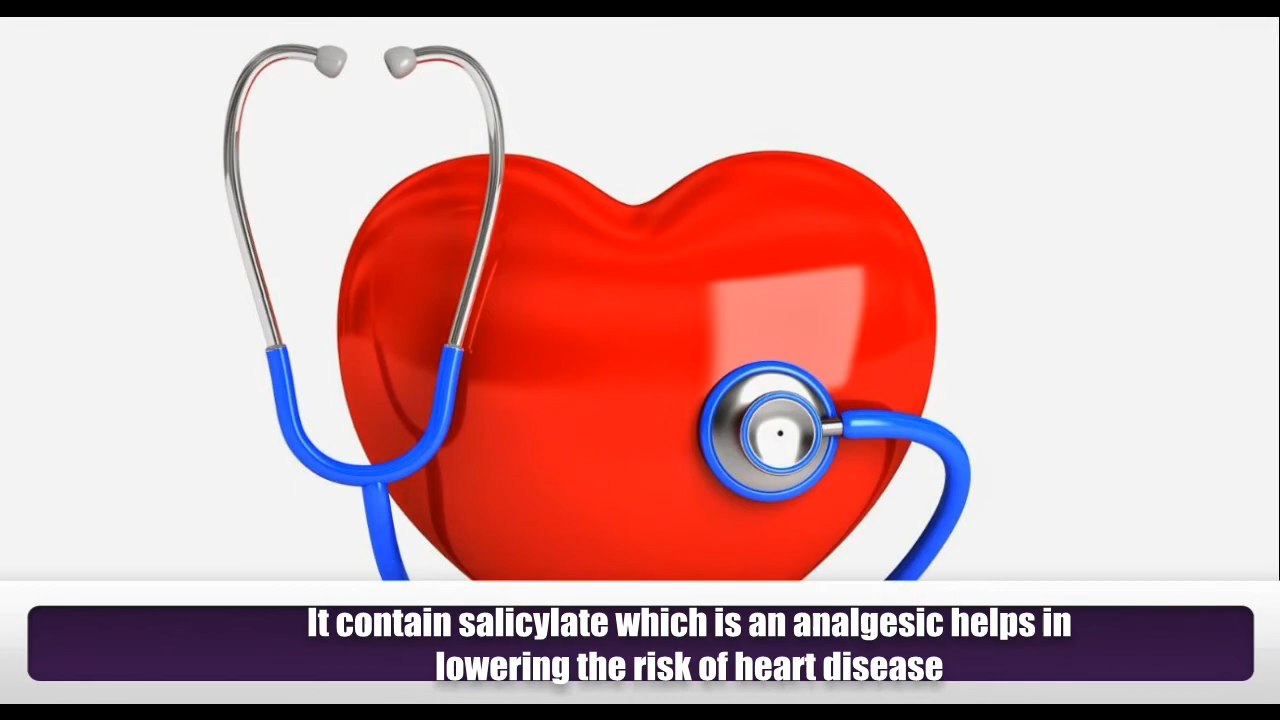 It contain salicylate which is an analgesic helps in
lowering the risk of heart disease